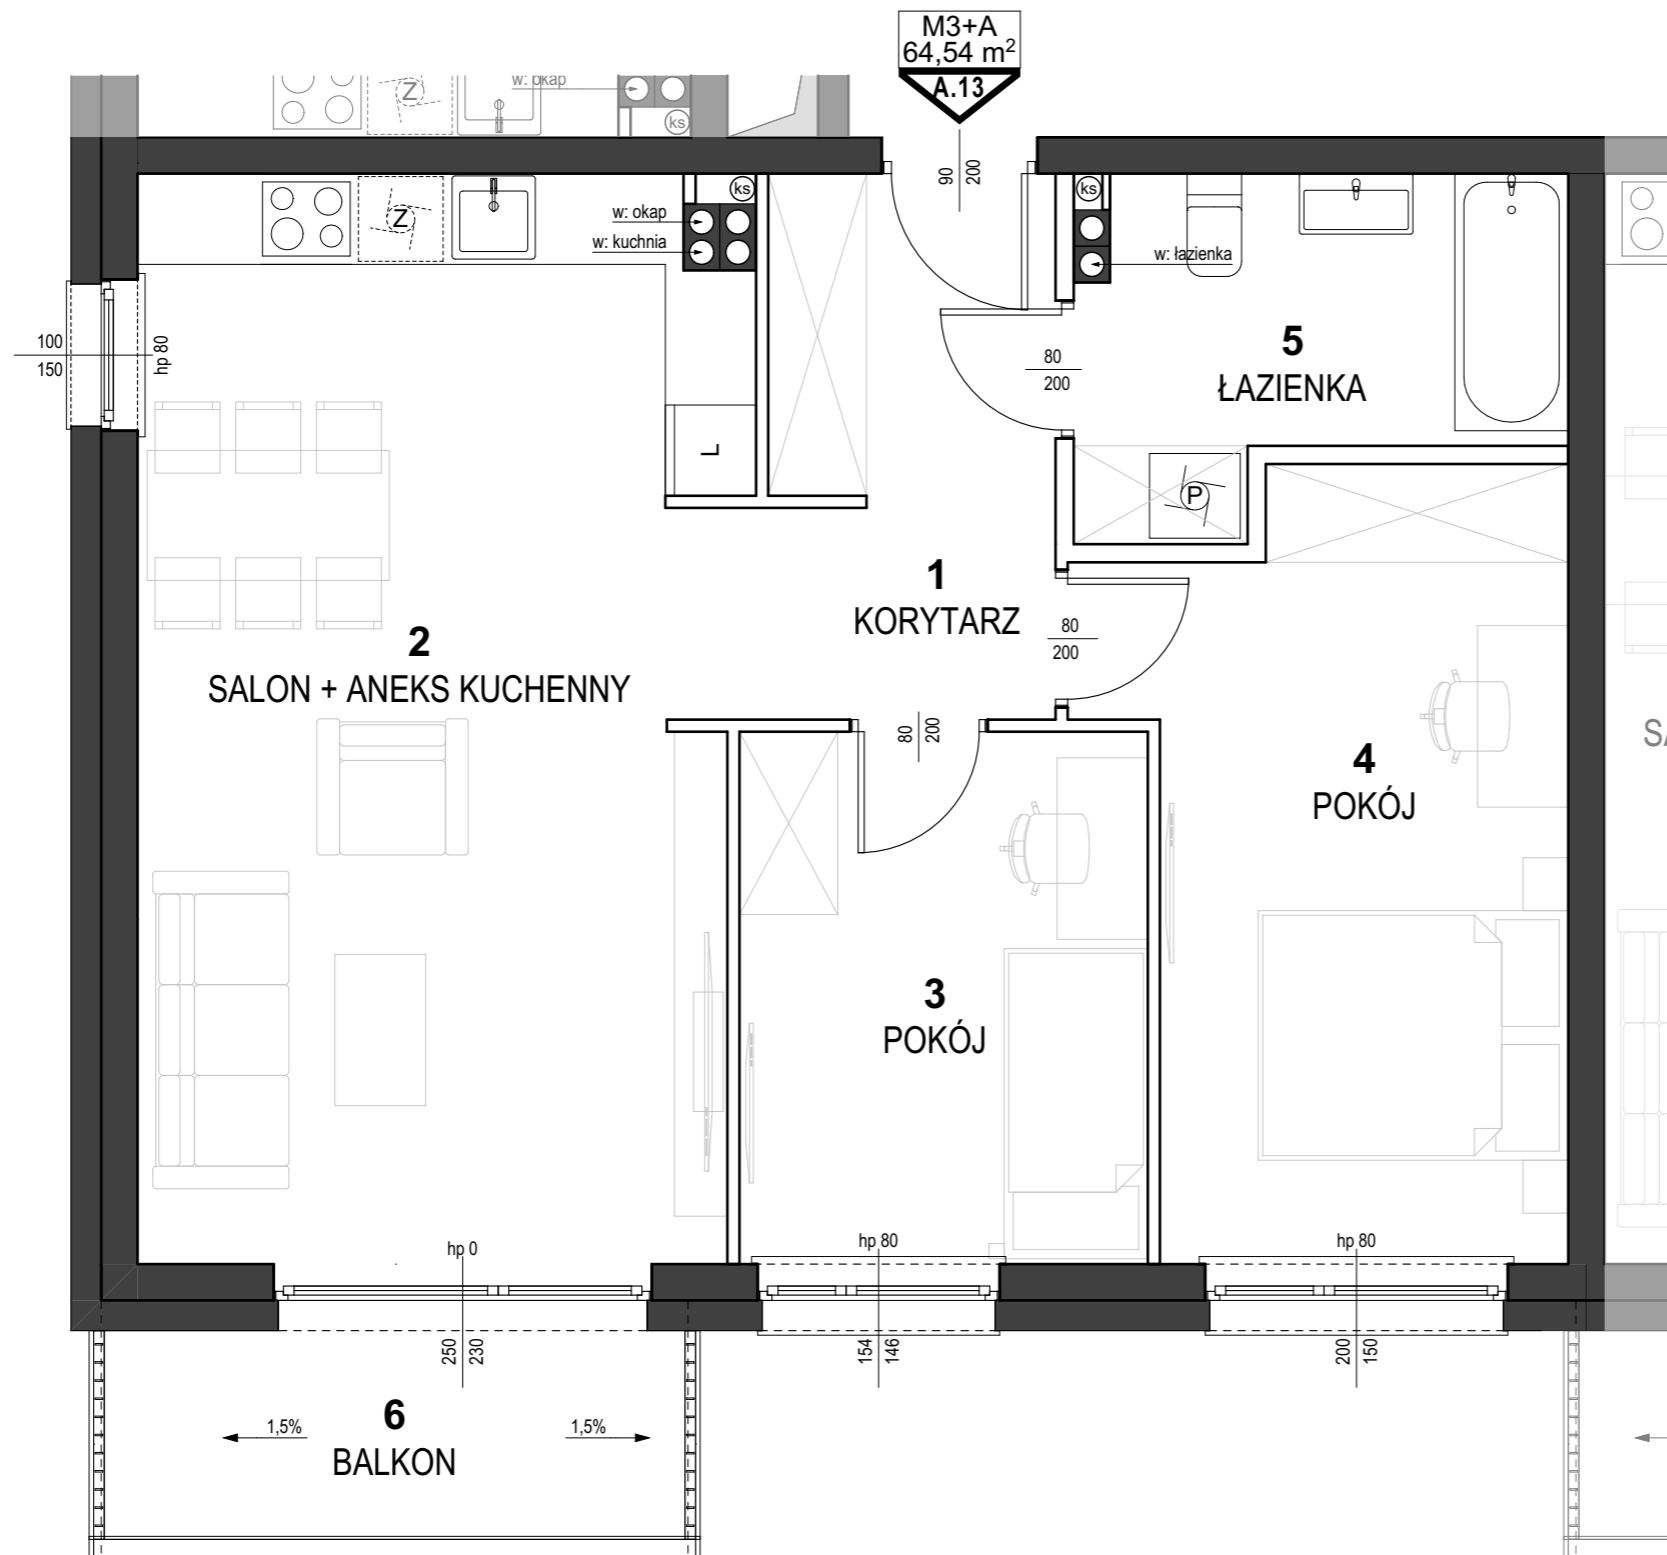 M3+A
64,54 m²
A.13
w: okap
Z
ks
90
200
ks
ks
Z
w: okap
w: kuchnia
w: łazienka
100
150
hp 80
80
200
5
ŁAZIENKA
L
P
1
KORYTARZ
80
200
2
SALON + ANEKS KUCHENNY
80
200
4
POKÓJ
SA
3
POKÓJ
hp 0
hp 80
hp 80
250
230
154
146
200
150
6
BALKON
1,5%
1,5%